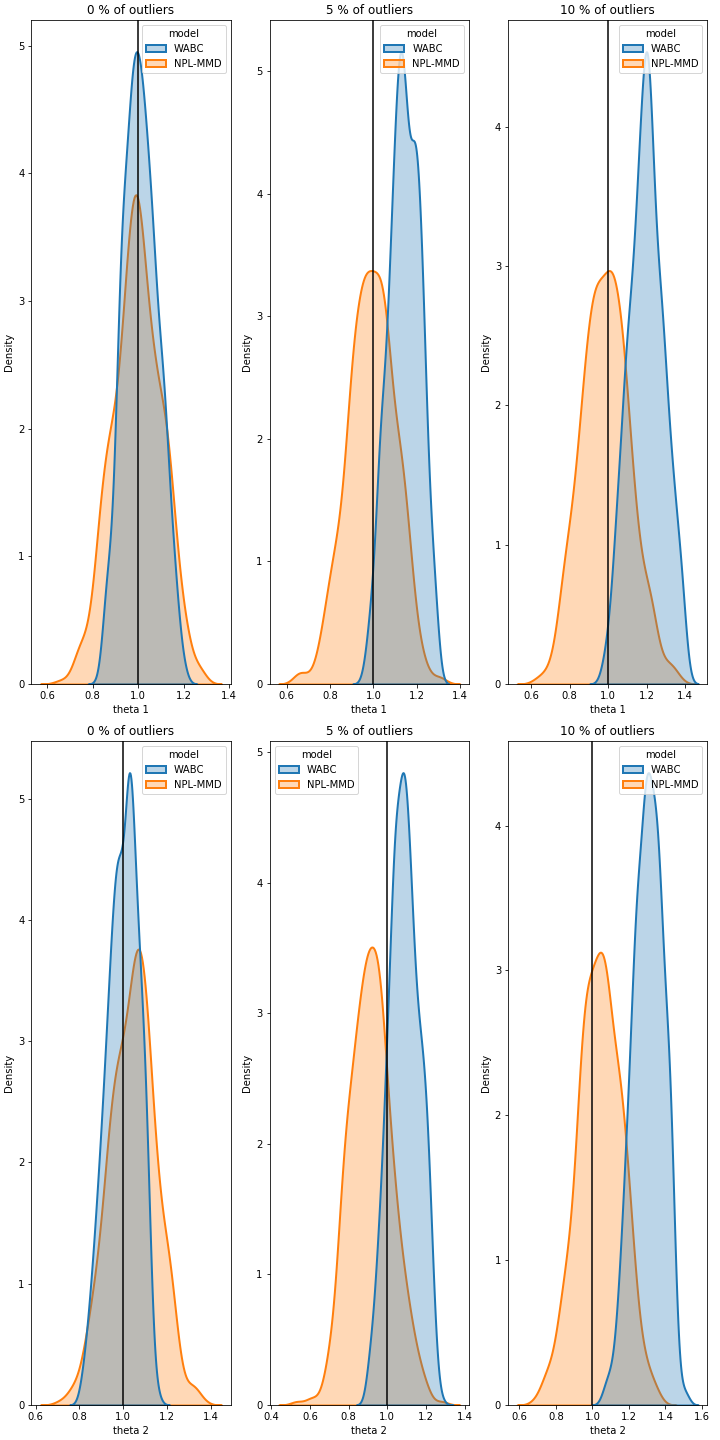 0 % of outliers
model
WABC
NPL-MMD
Density
5
4
3
2
1
0
0.6
0.8
1.0
1.2
1.4
theta 1
5 % of outliers
model
WABC
NPL-MMD
Density
5
4
3
2
1
0
0.6
0.8
1.0
1.2
1.4
theta 1
10 % of outliers
model
WABC
NPL-MMD
Density
4
3
2
1
0
0.6
0.8
1.0
1.2
1.4
theta 1
0 % of outliers
model
WABC
NPL-MMD
Density
5
4
3
2
1
0
0.6
0.8
1.0
1.2
1.4
theta 2
5 % of outliers
model
WABC
NPL-MMD
Density
5
4
3
2
1
0
0.4
0.6
0.8
1.0
1.2
1.4
theta 2
10 % of outliers
model
WABC
NPL-MMD
Density
4
3
2
1
0
0.6
0.8
1.0
1.2
1.4
1.6
theta 2